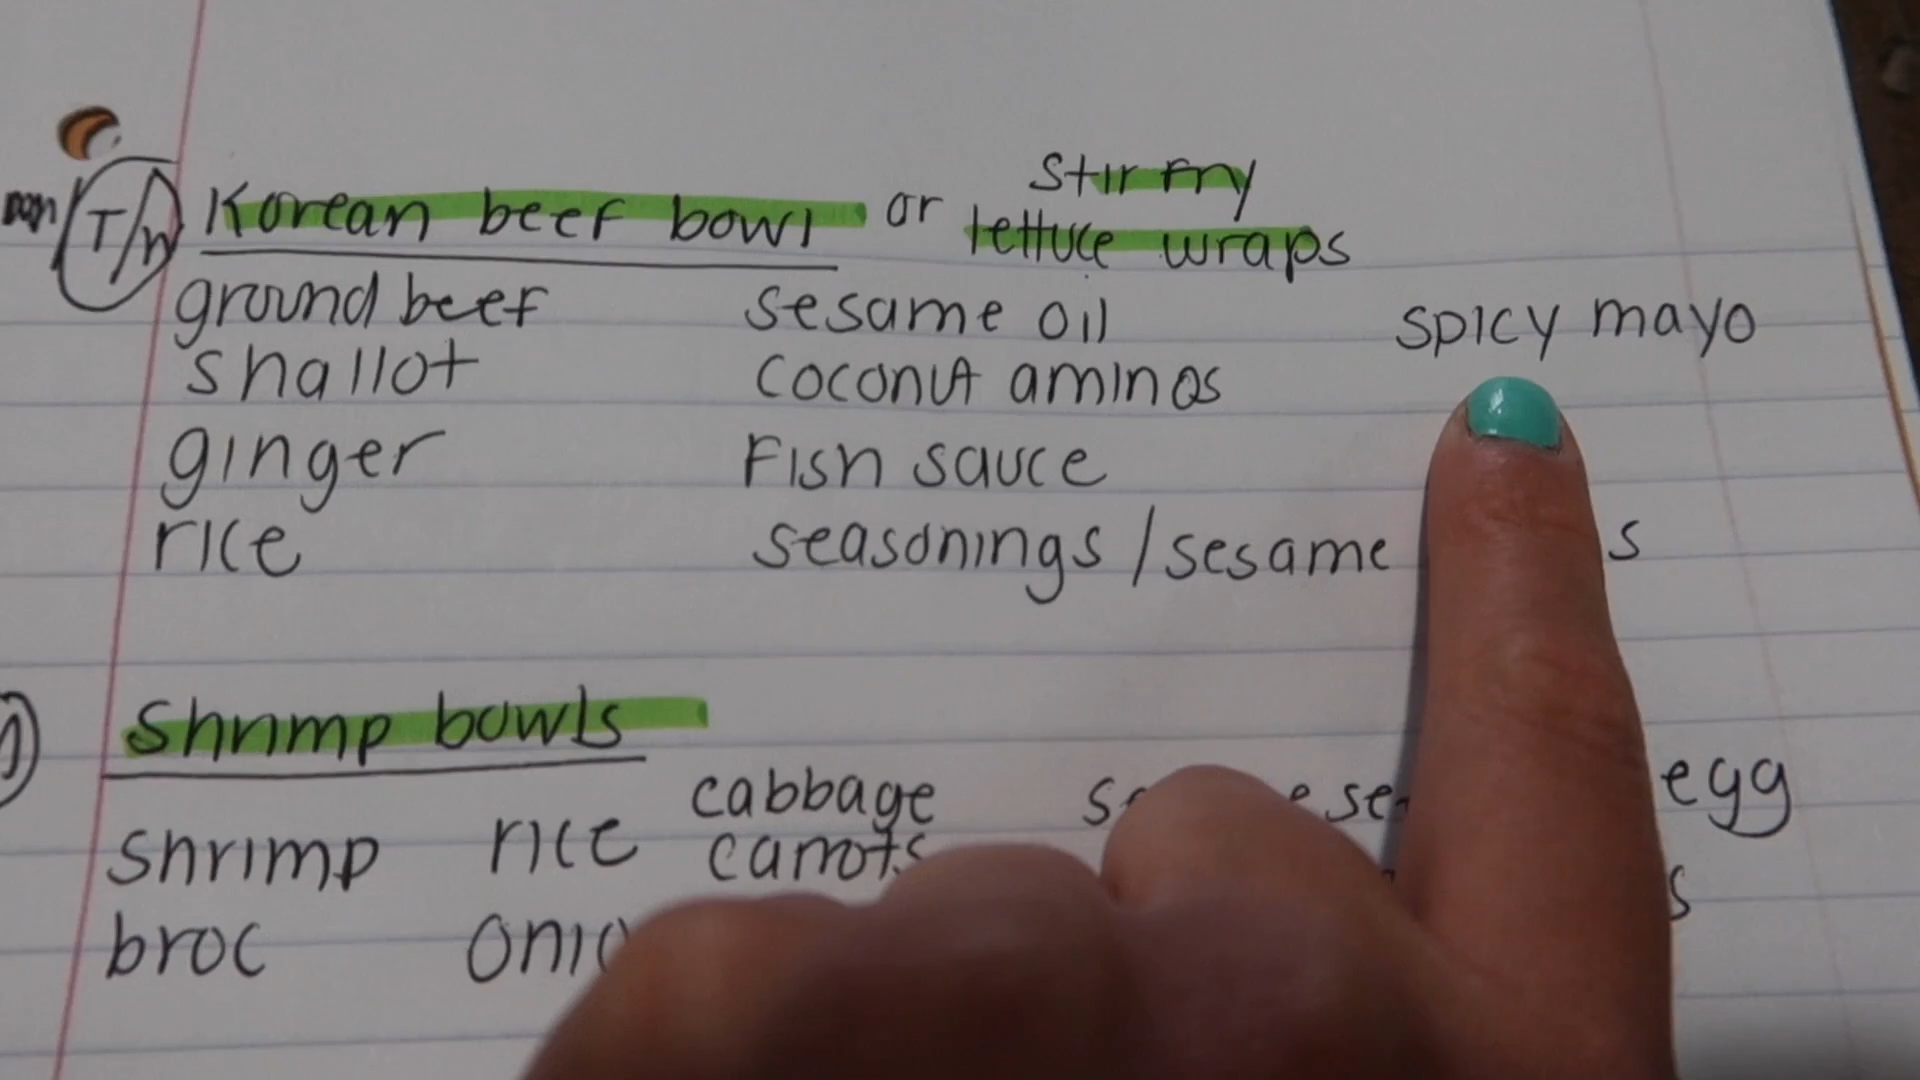 T/n Korean beef bowl or stir fry
lettuce wraps
ground beef sesame oil spicy mayo
shallot coconut aminos
ginger Fish sauce
rice seasonings / sesame s
Shrimp bowls
shrimp rice cabbage egg
carrots
broc